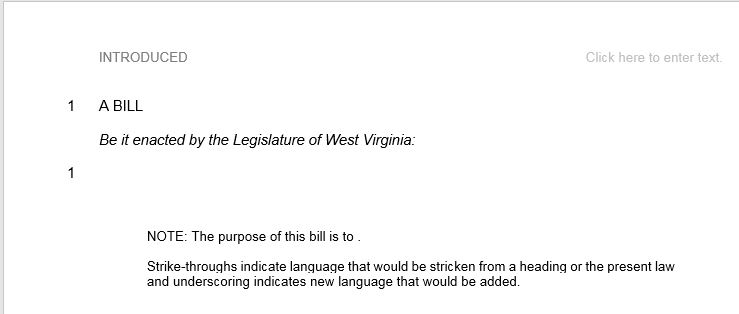 INTRODUCED Click here to enter text.
1 A BILL
Be it enacted by the Legislature of West Virginia:
1
NOTE: The purpose of this bill is to .
Strike-throughs indicate language that would be stricken from a heading or the present law
and underscoring indicates new language that would be added.